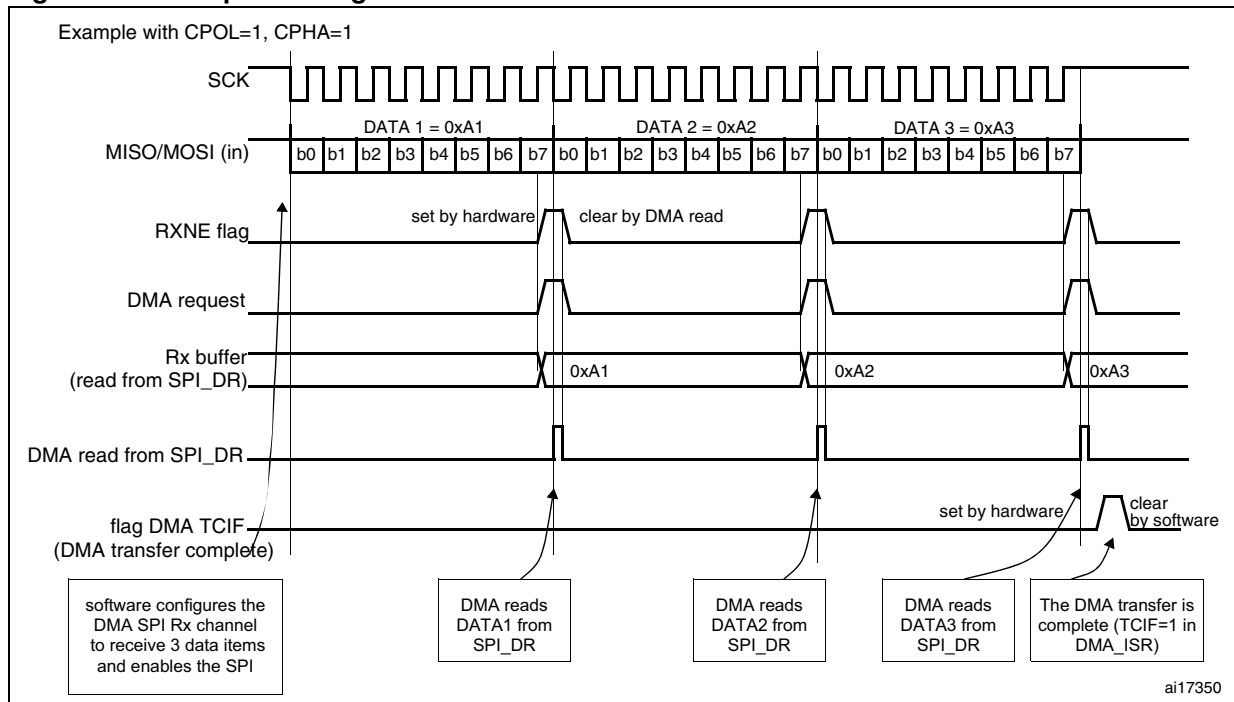 Example with CPOL=1, CPHA=1
SCK
DATA 1 = 0xA1
DATA 2 = 0xA2
DATA 3 = 0xA3
MISO/MOSI (in)
b0 b1 b2 b3 b4 b5 b6 b7 b0 b1 b2 b3 b4 b5 b6 b7 b0 b1 b2 b3 b4 b5 b6 b7
set by hardware
clear by DMA read
RXNE flag
DMA request
Rx buffer
(read from SPI_DR)
0xA1
0xA2
0xA3
DMA read from SPI_DR
flag DMA TCIF
(DMA transfer complete)
set by hardware
clear
by software
software configures the
DMA SPI Rx channel
to receive 3 data items
and enables the SPI
DMA reads
DATA1 from
SPI_DR
DMA reads
DATA2 from
SPI_DR
DMA reads
DATA3 from
SPI_DR
The DMA transfer is
complete (TCIF=1 in
DMA_ISR)
ai17350